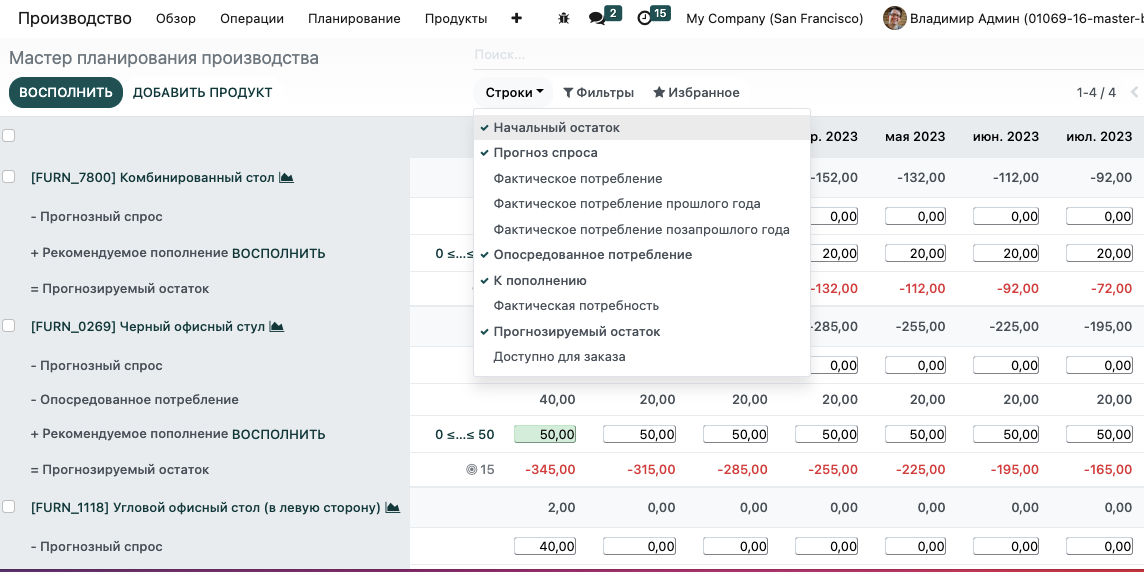 Производство Обзор Операции Планирование Продукты + 2 15 My Company (San Francisco) Владимир Админ (01069-16-master-b
Мастер планирования производства Поиск...
ВОСПОЛНИТЬ ДОБАВИТЬ ПРОДУКТ Строки Фильтры Избранное 1-4 / 4
Начальный остаток
Прогноз спроса
Фактическое потребление
Фактическое потребление прошлого года
Фактическое потребление позапрошлого года
Опосредованное потребление
К пополнению
Фактическая потребность
Прогнозируемый остаток
Доступно для заказа
р. 2023 мая 2023 июн. 2023 июл. 2023
[FURN_7800] Комбинированный стол -152,00 -132,00 -112,00 -92,00
- Прогнозный спрос 0,00 0,00 0,00 0,00
+ Рекомендуемое пополнение ВОСПОЛНИТЬ 0 ≤...≤ 20,00 20,00 20,00 20,00
= Прогнозируемый остаток -132,00 -112,00 -92,00 -72,00
[FURN_0269] Черный офисный стул -285,00 -255,00 -225,00 -195,00
- Прогнозный спрос 0,00 0,00 0,00 0,00
- Опосредованное потребление 40,00 20,00 20,00 20,00 20,00 20,00 20,00
+ Рекомендуемое пополнение ВОСПОЛНИТЬ 0 ≤...≤ 50 50,00 50,00 50,00 50,00 50,00 50,00 50,00
= Прогнозируемый остаток 15 -345,00 -315,00 -285,00 -255,00 -225,00 -195,00 -165,00
[FURN_1118] Угловой офисный стол (в левую сторону) 2,00 0,00 0,00 0,00 0,00 0,00 0,00
- Прогнозный спрос 40,00 0,00 0,00 0,00 0,00 0,00 0,00